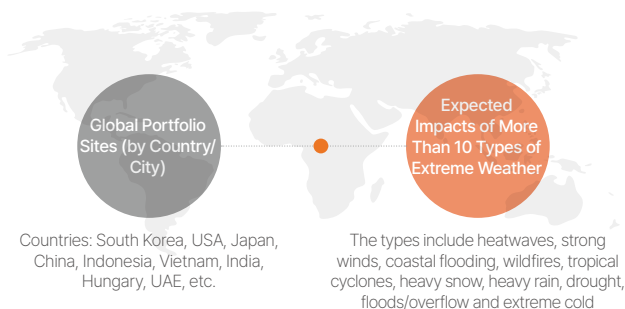 Global Portfolio
Sites (by Country/
City)
Expected
Impacts of More
Than 10 Types of
Extreme Weather
Countries: South Korea, USA, Japan,
China, Indonesia, Vietnam, India,
Hungary, UAE, etc.
The types include heatwaves, strong
winds, coastal flooding, wildfires, tropical
cyclones, heavy snow, heavy rain, drought,
floods/overflow and extreme cold